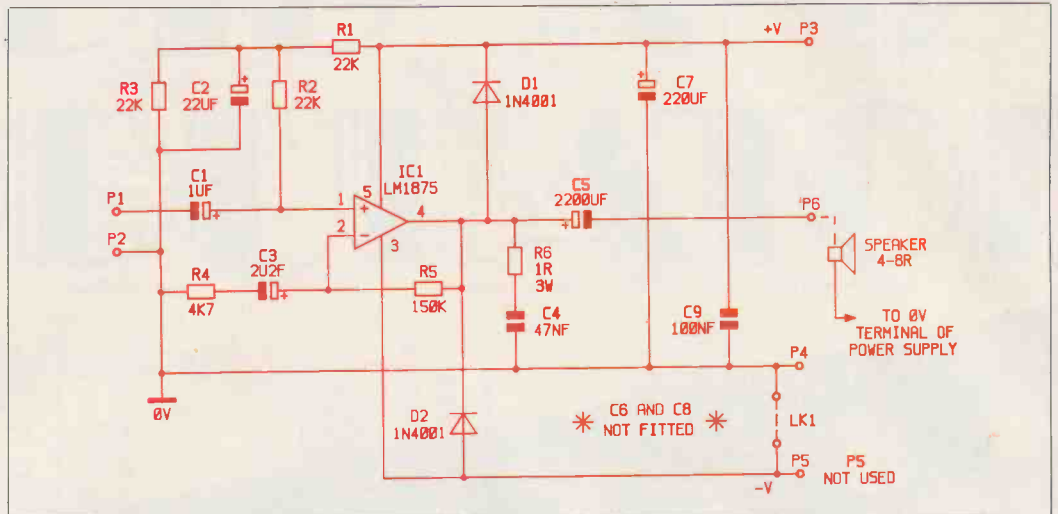 R1
22K
+V P3
R3
22K
C2
22UF
R2
22K
D1
1N4001
C7
220UF
IC1
LM1875
C1
1UF
P1
P2
1
2
3
4
5
C5
2200UF
P6
SPEAKER
4-8R
R4
4K7
C3
2U2F
R5
150K
R6
1R
3W
C4
47NF
C9
100NF
TO 0V
TERMINAL OF
POWER SUPPLY
P4
0V
D2
1N4001
C6 AND C8
NOT FITTED
LK1
P5
-V
P5
NOT USED